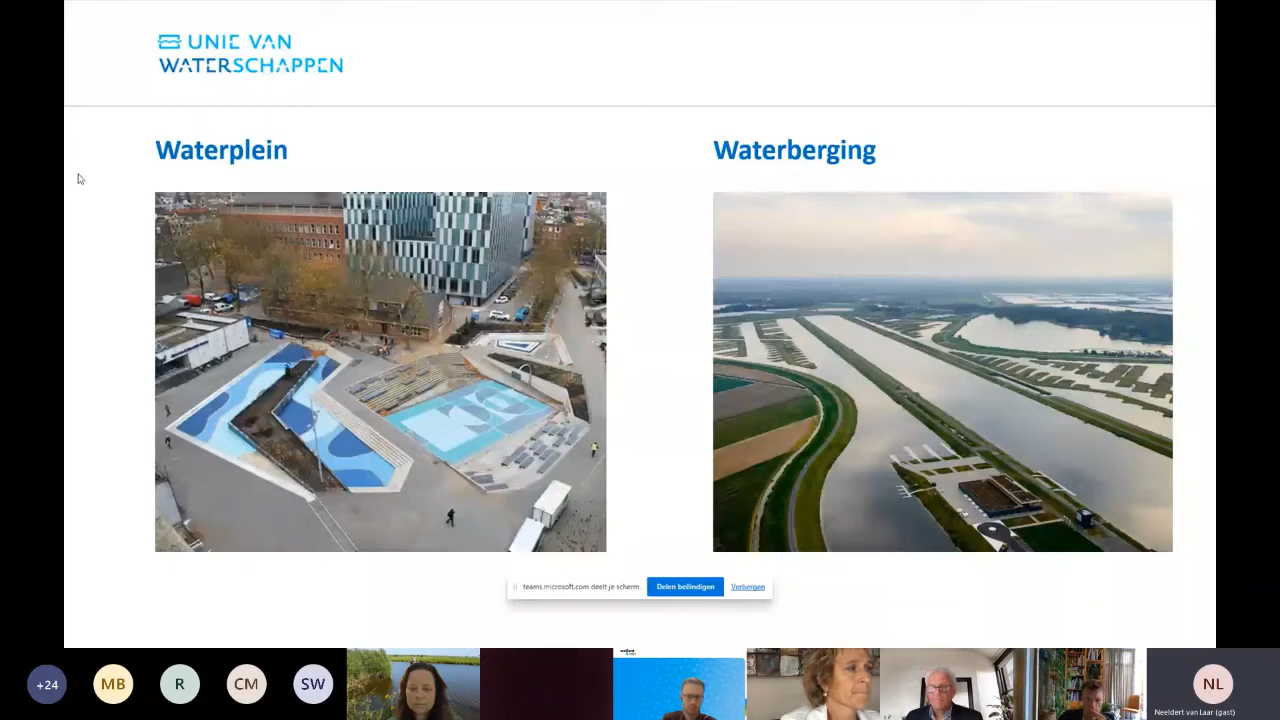 UNIE VAN
WATERSCHAPPEN
Waterplein
Waterberging
teams.microsoft.com deelt je scherm.
Delen beëindigen
Verbergen
+24
MB
R
CM
SW
NL
Neeldert van Laar (gast)